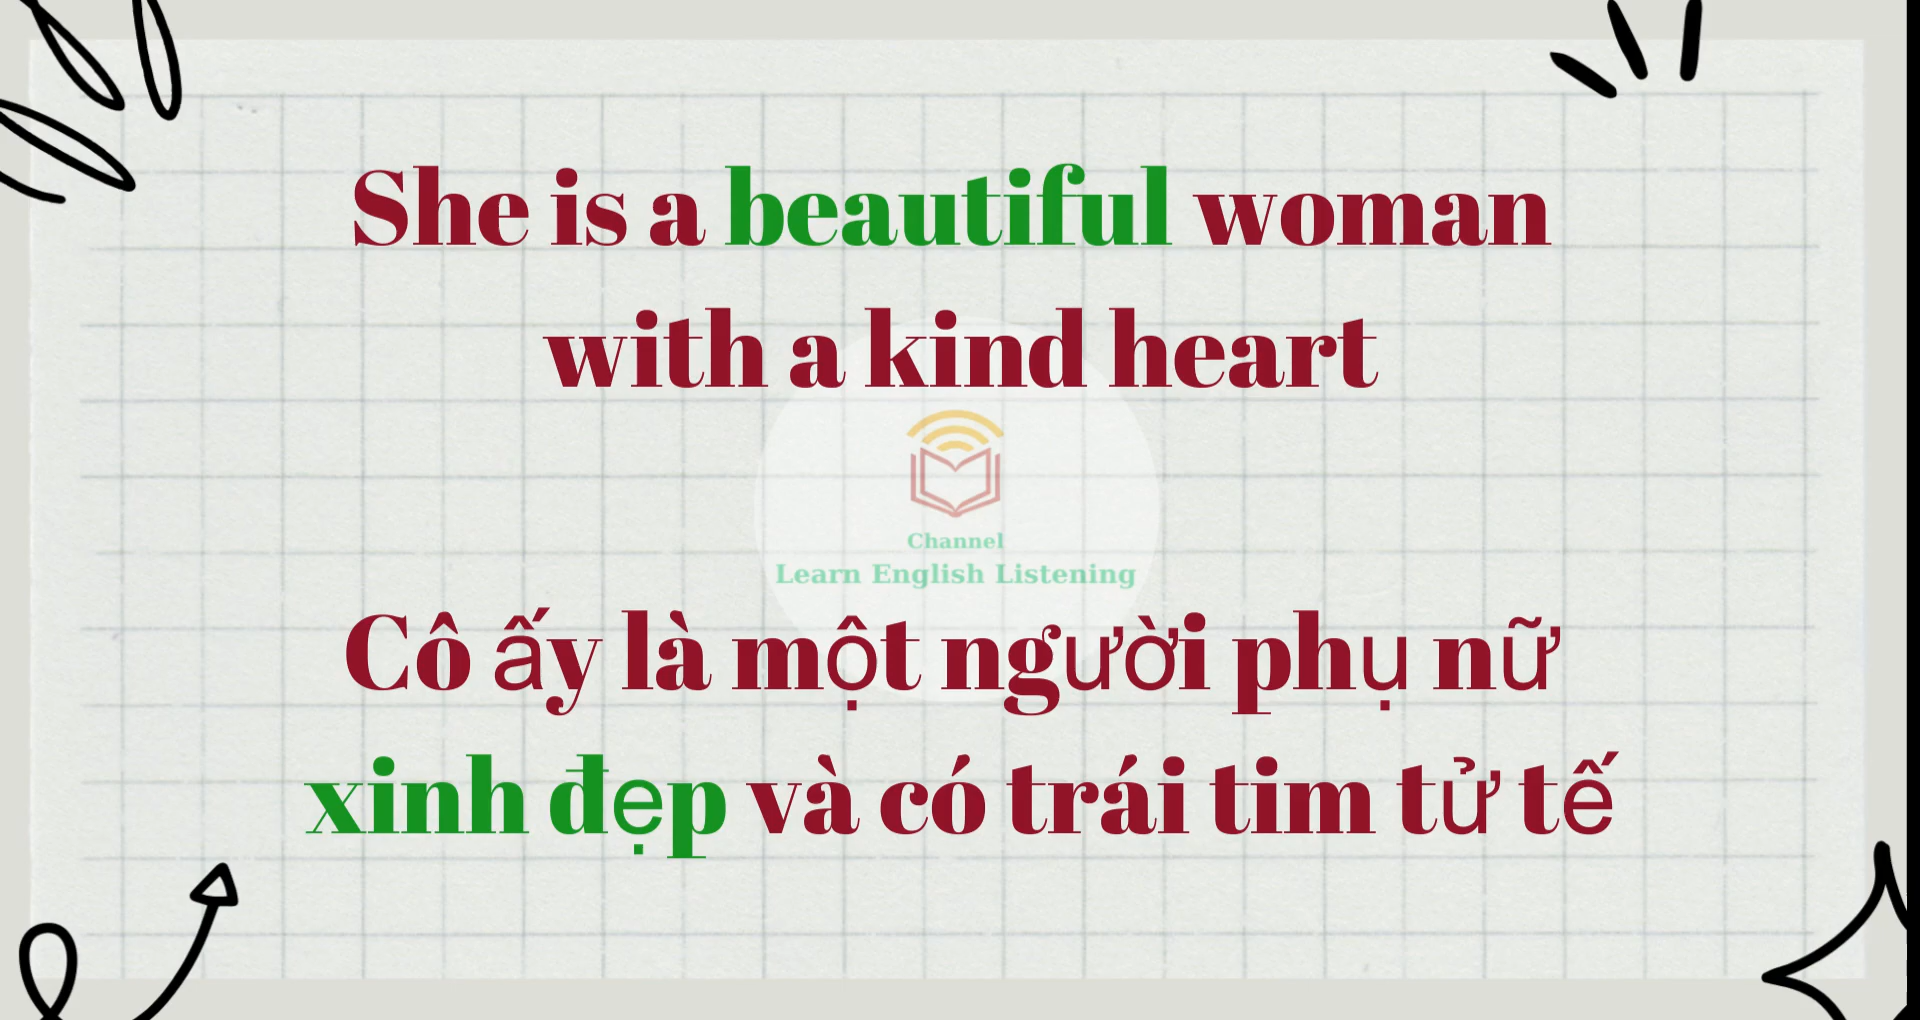 She is a beautiful woman
with a kind heart
Channel
Learn English Listening
Cô ấy là một người phụ nữ
xinh đẹp và có trái tim tử tế